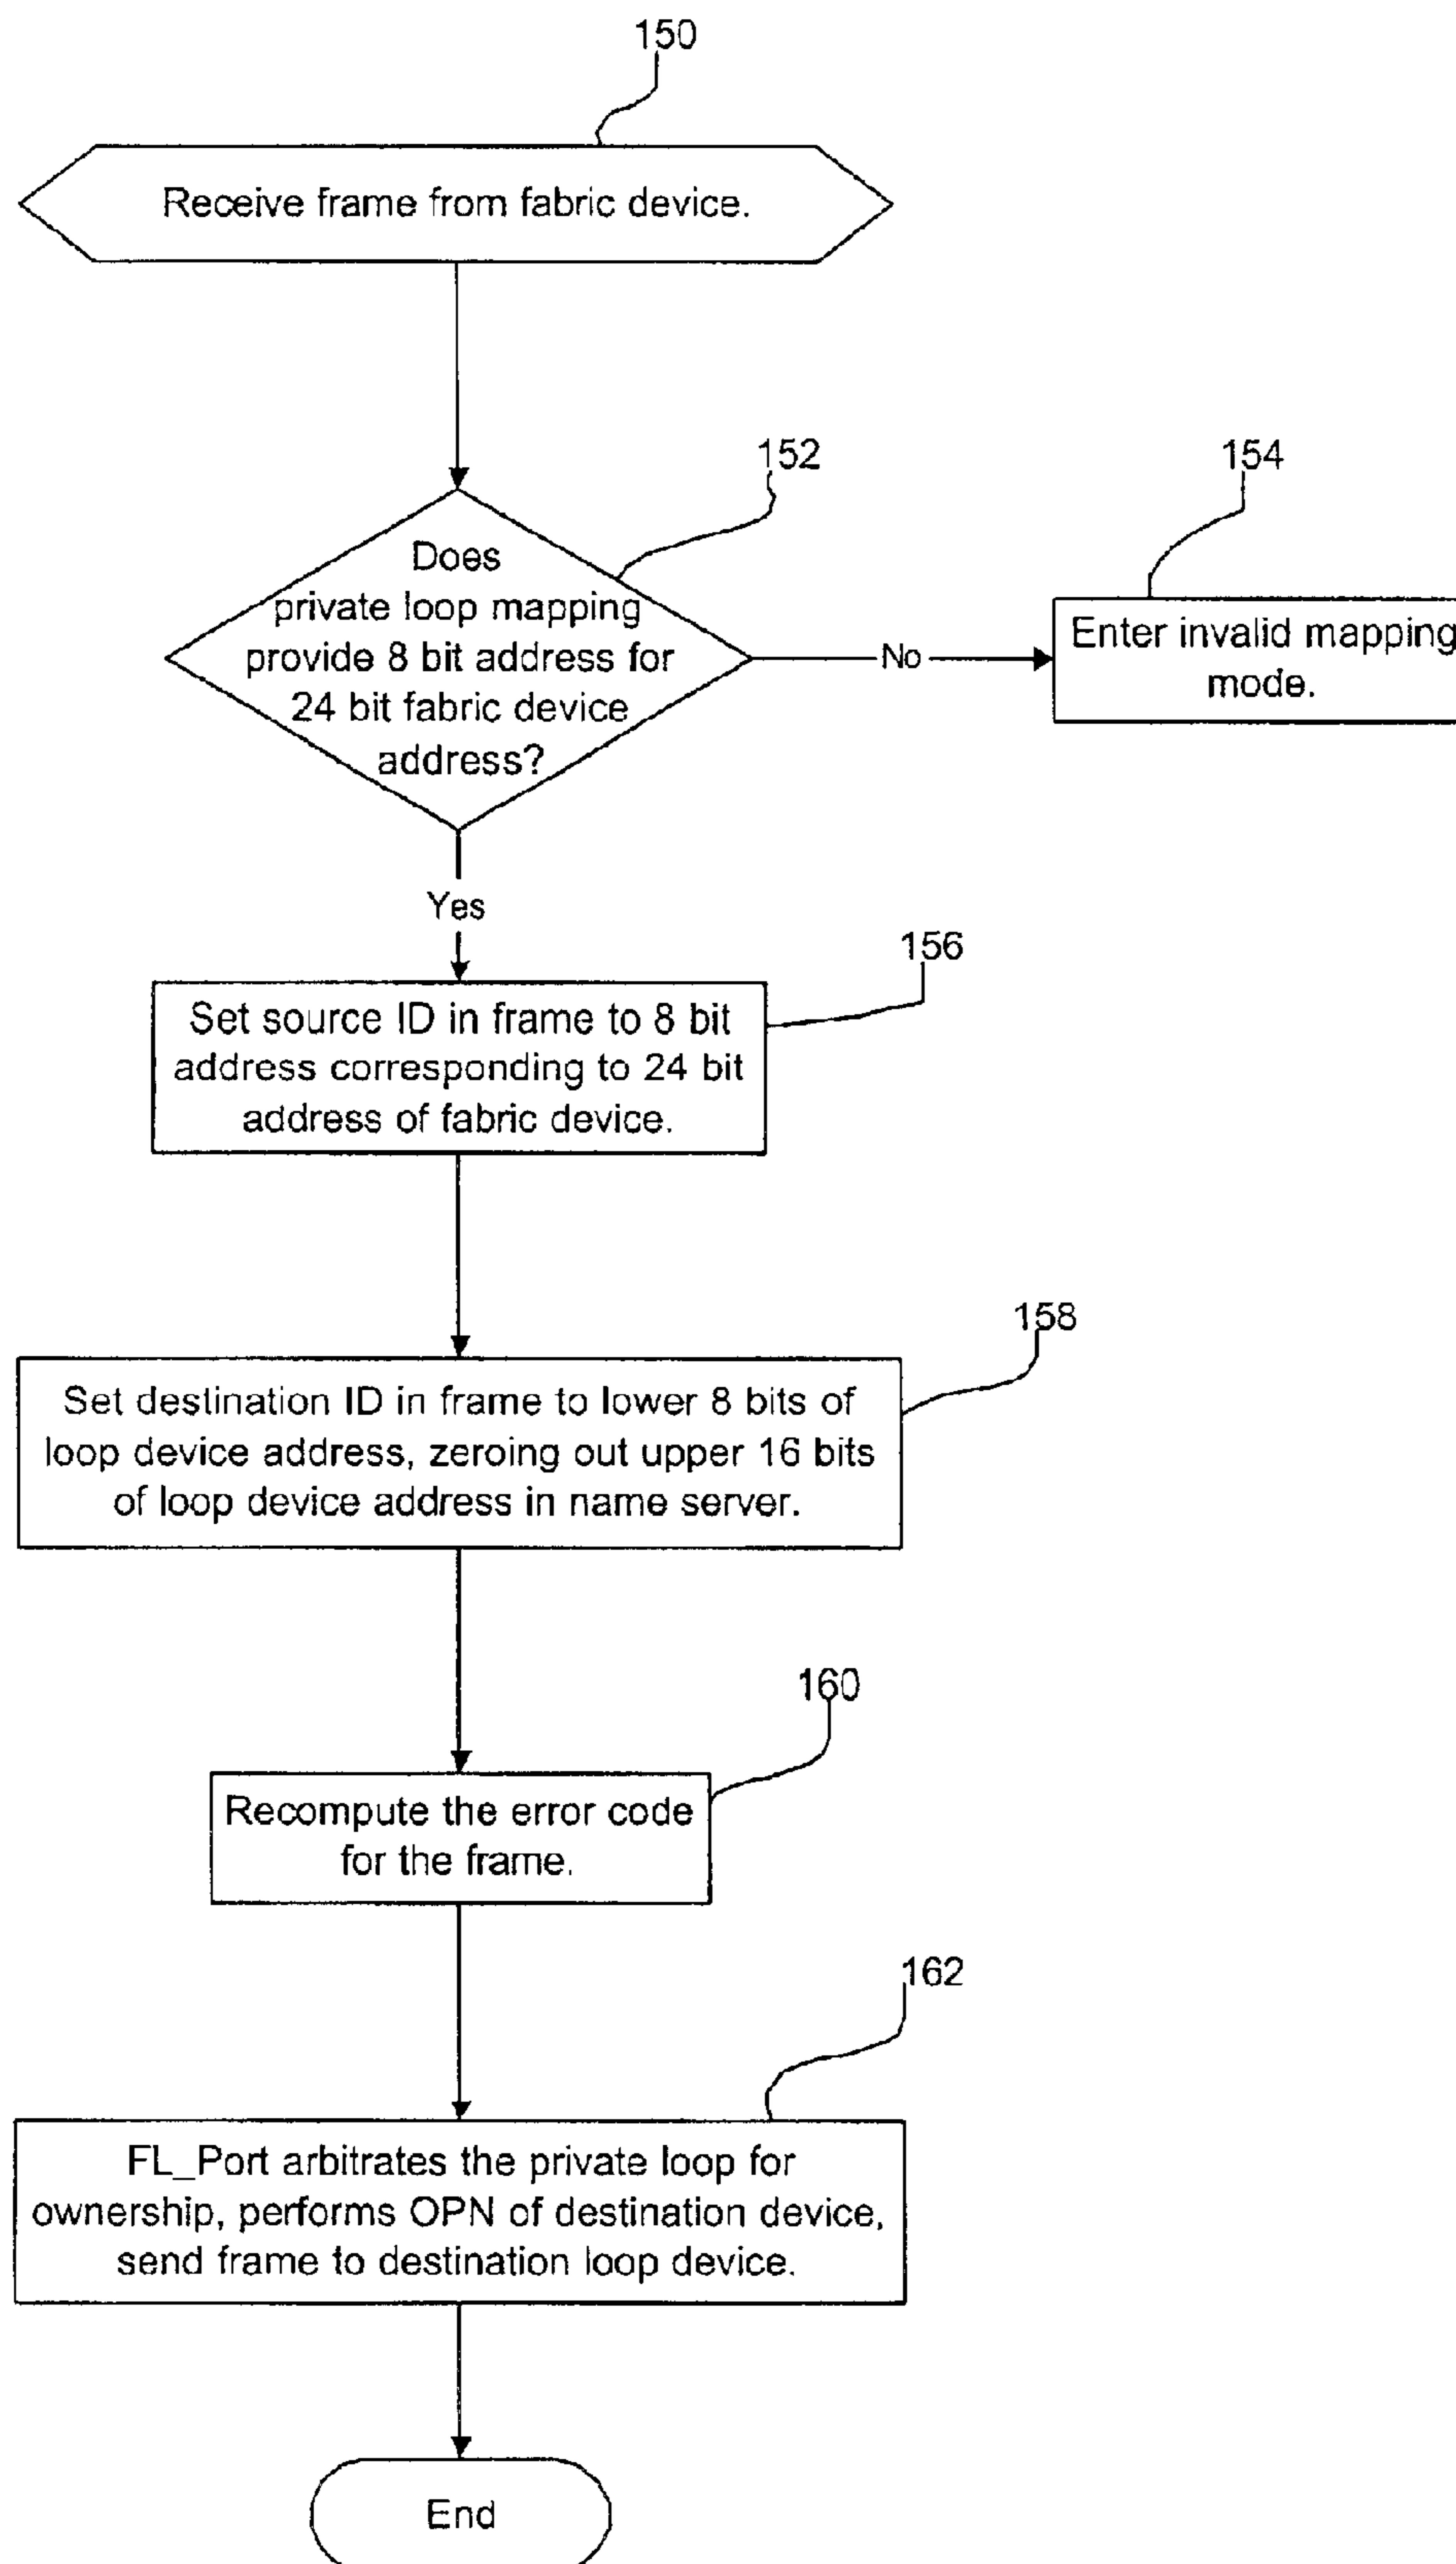 150
Receive frame from fabric device.
152
154
Does
private loop mapping
provide 8 bit address for
24 bit fabric device
address?
No
Enter invalid mapping
mode.
Yes
156
Set source ID in frame to 8 bit
address corresponding to 24 bit
address of fabric device.
158
Set destination ID in frame to lower 8 bits of
loop device address, zeroing out upper 16 bits
of loop device address in name server.
160
Recompute the error code
for the frame.
162
FL_Port arbitrates the private loop for
ownership, performs OPN of destination device,
send frame to destination loop device.
End